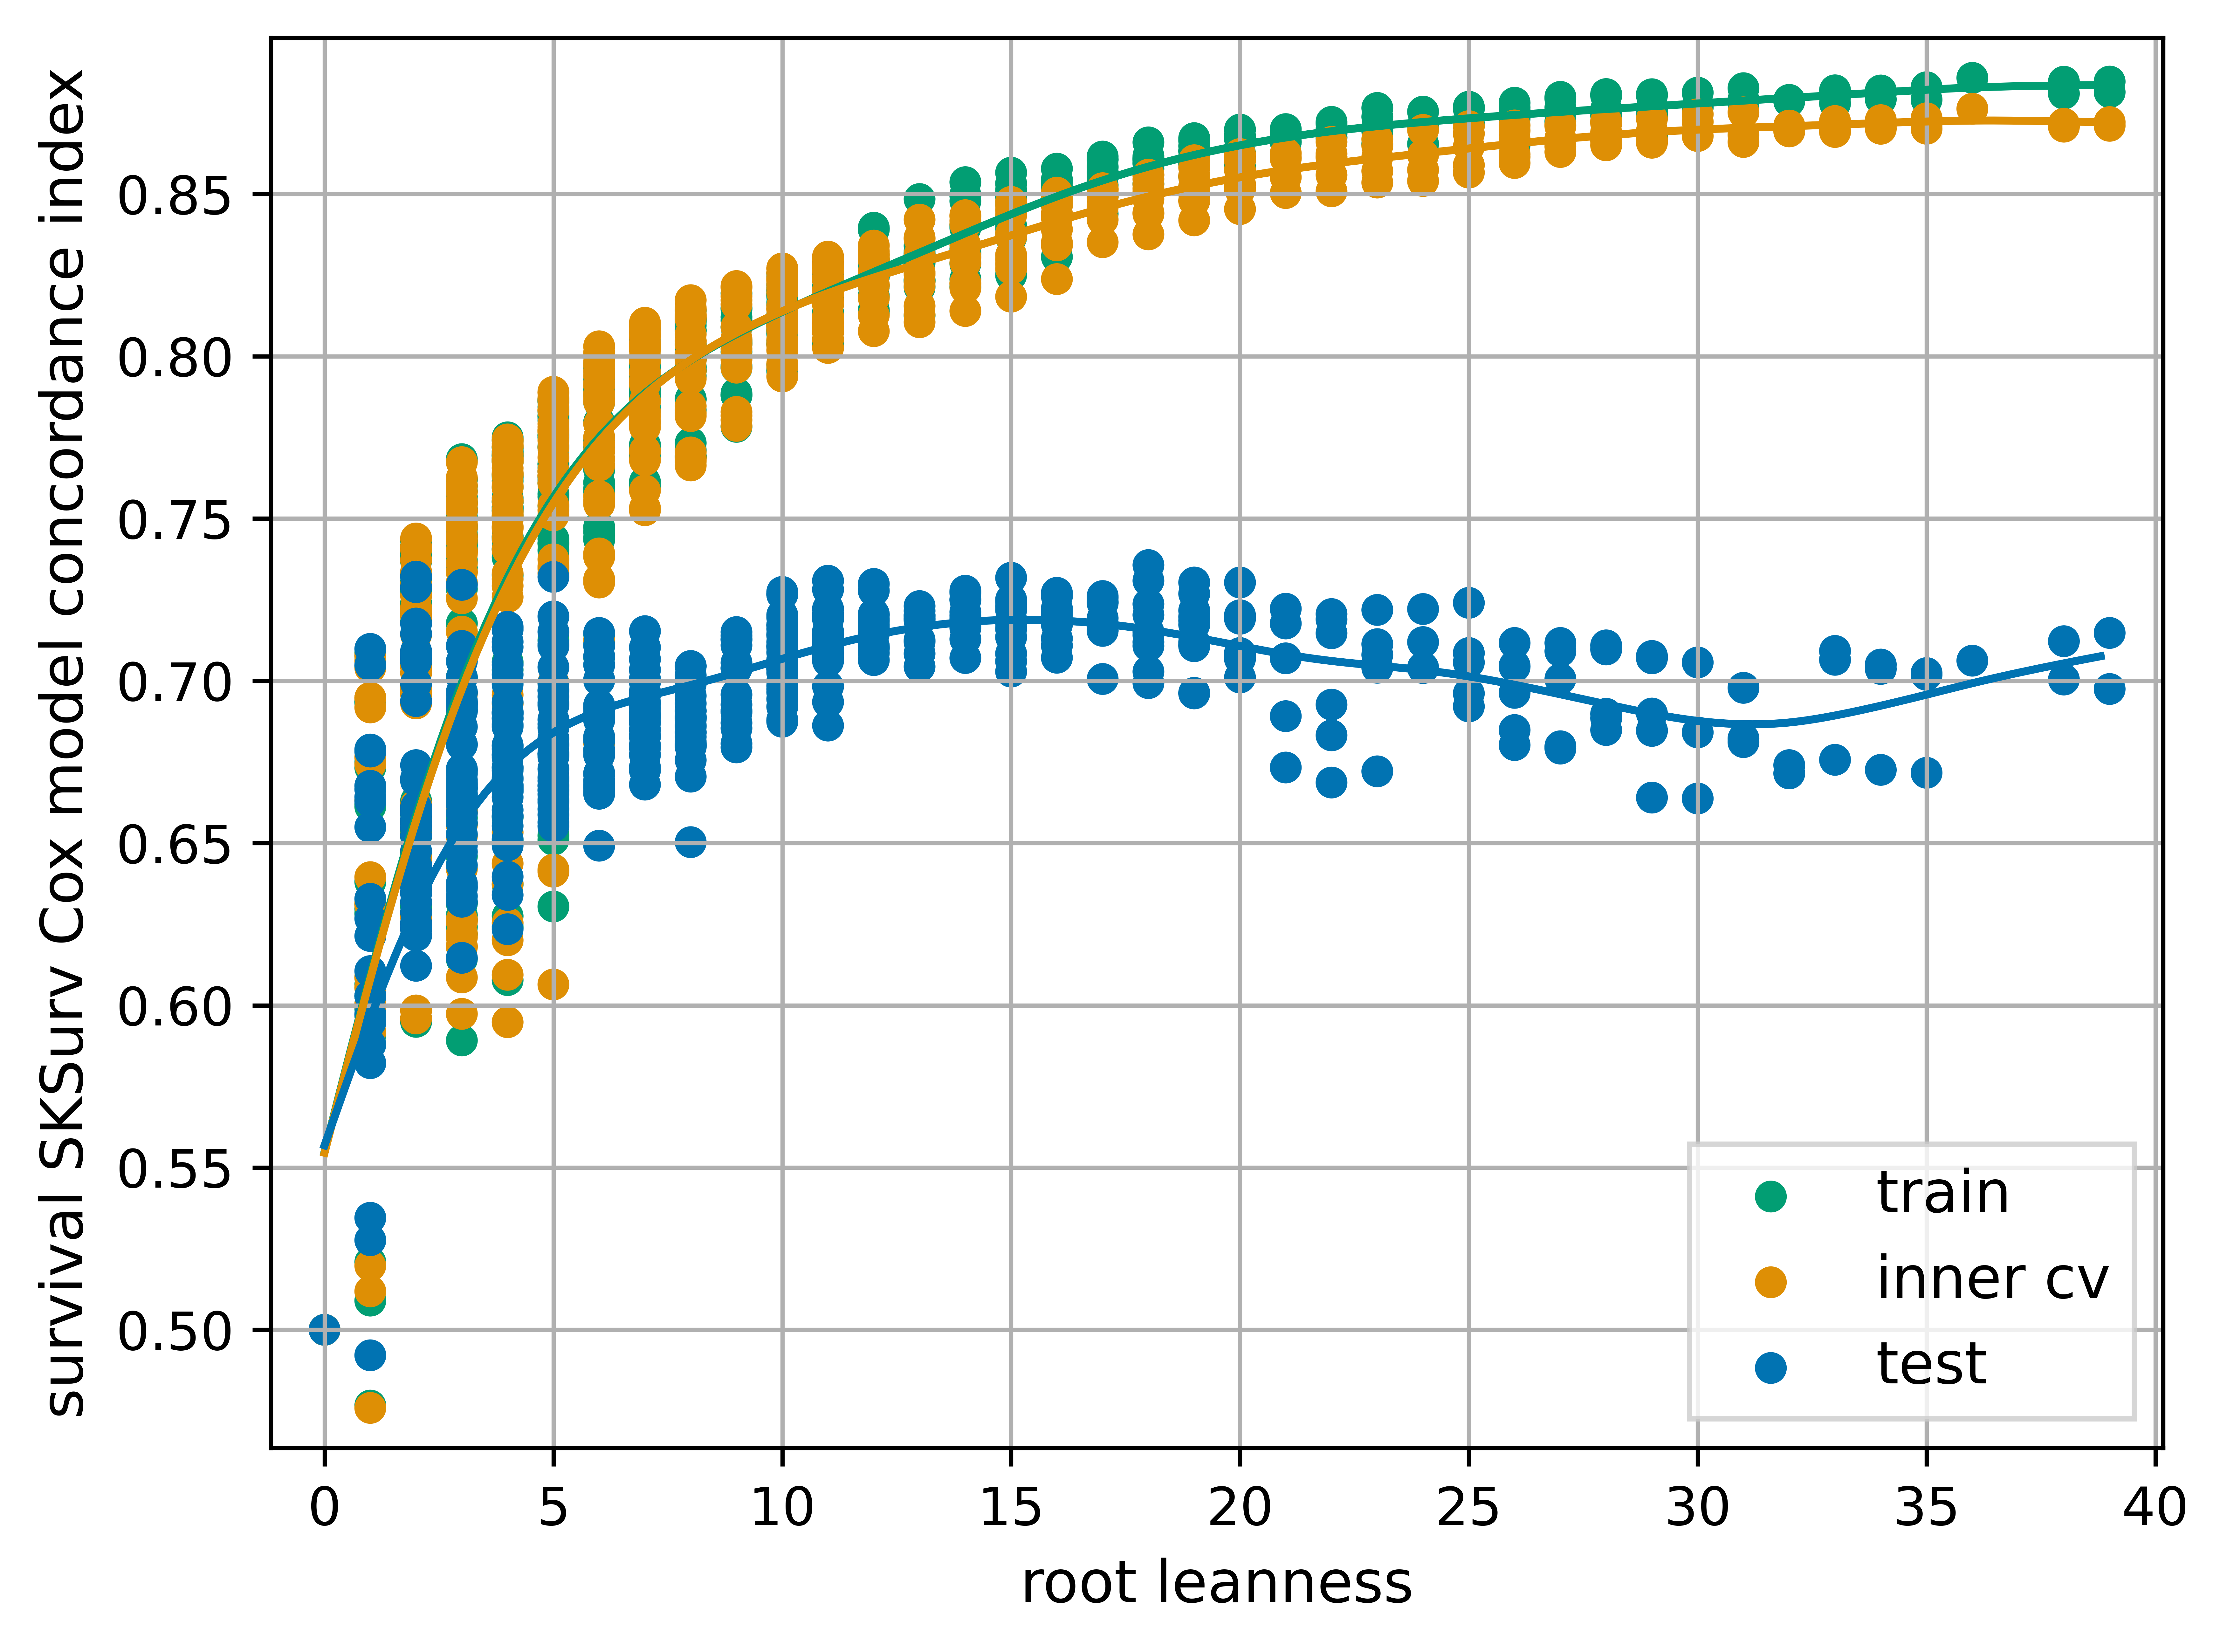 survival SKSurv Cox model concordance index
0.85
0.80
0.75
0.70
0.65
0.60
0.55
0.50
train
inner cv
test
0 5 10 15 20 25 30 35 40
root leanness